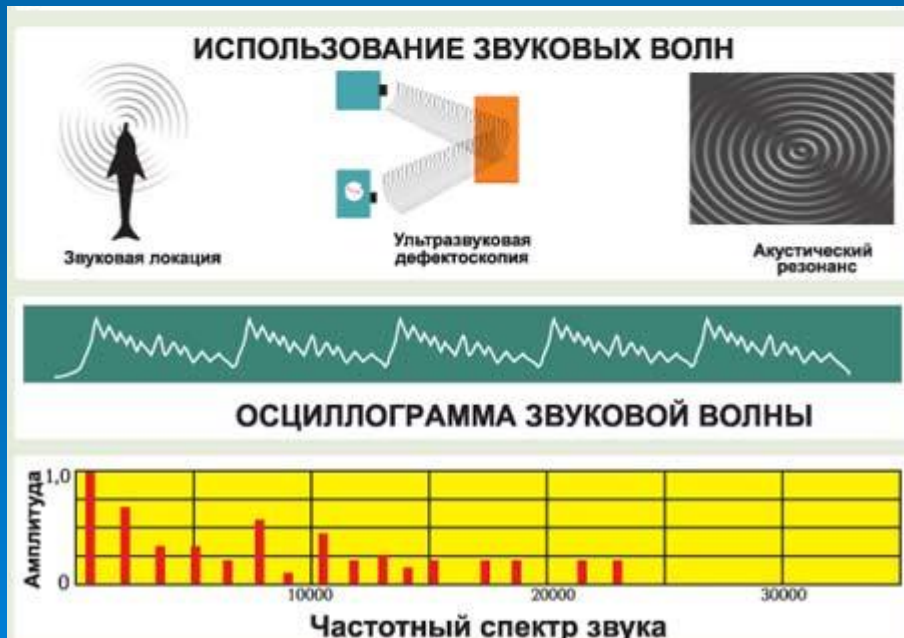 ИСПОЛЬЗОВАНИЕ ЗВУКОВЫХ ВОЛН
Звуковая локация
Ультразвуковая
дефектоскопия
Акустический
резонанс
ОСЦИЛЛОГРАММА ЗВУКОВОЙ ВОЛНЫ
Амплитуда
1,0
0
10000
20000
30000
Частотный спектр звука